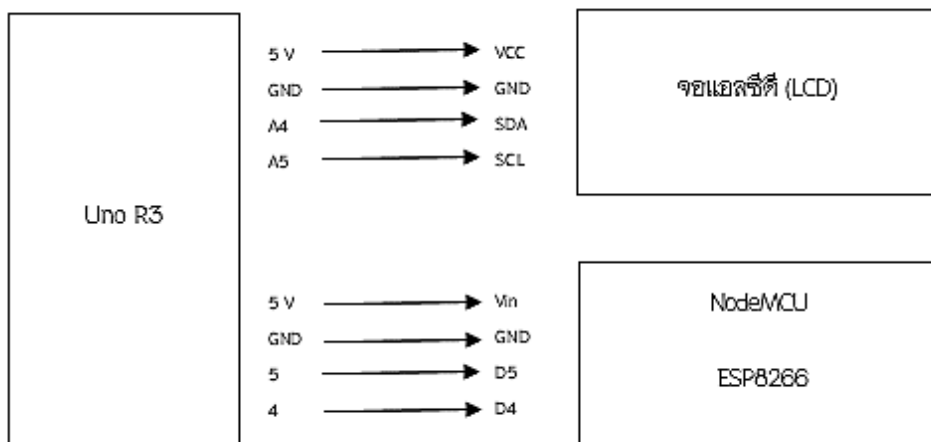 Uno R3
5 V VCC
GND GND
A4 SDA
A5 SCL
จอแอลซีดี (LCD)
5 V Vin
GND GND
5 D5
4 D4
NodeMCU
ESP8266